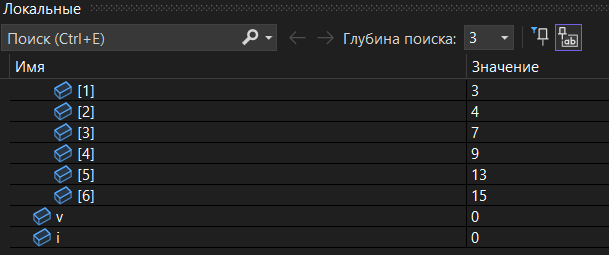 Локальные
Поиск (Ctrl+E) Глубина поиска: 3
Имя Значение
[1] 3
[2] 4
[3] 7
[4] 9
[5] 13
[6] 15
v 0
i 0